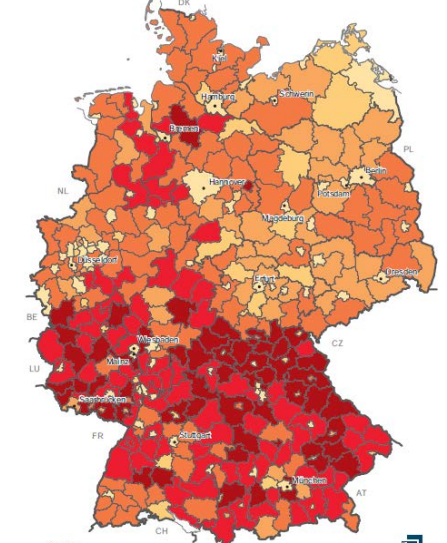 DK
Kiel
Hamburg
Schwerin
Bremen
PL
Berlin
NL
Hannover
Potsdam
Magdeburg
Düsseldorf
Erfurt
Dresden
BE
Wiesbaden
CZ
Mainz
LU
Saarbrücken
FR
Stuttgart
München
AT
CH